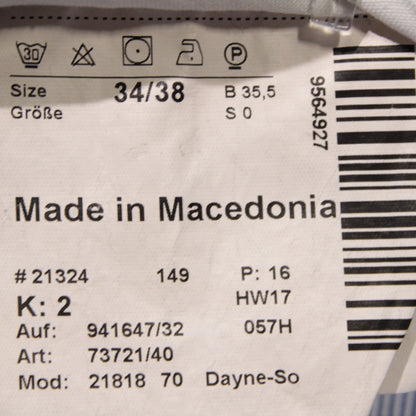 30 P
Size 34/38 B 35,5
Größe S 0
9564927
Made in Macedonia
# 21324 149 P: 16
K: 2 HW17
Auf: 941647/32 057H
Art: 73721/40
Mod: 21818 70 Dayne-So